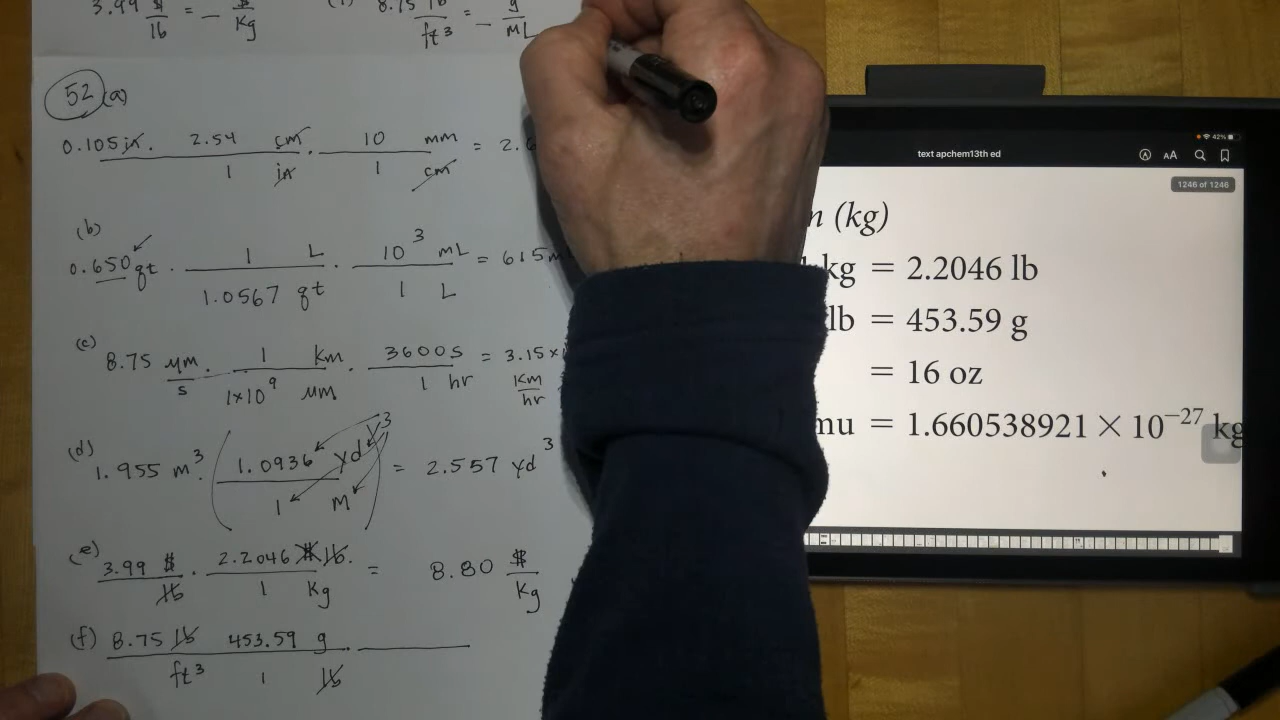 3.99 $/lb = _ $/kg (f) 8.75 lb/ft³ = _ g/mL
52 (a)
0.105 in. 2.54 cm / 1 in · 10 mm / 1 cm = 2.6
(b)
0.650 qt · 1 L / 1.0567 qt · 10³ mL / 1 L = 615 m
(c)
8.75 µm/s · 1 km / 1×10⁹ µm · 3600 s / 1 hr = 3.15× km/hr
(d)
1.955 m³ · (1.0936 yd / 1 m)³ = 2.557 yd³
(e)
3.99 $ / lb · 2.2046 lb. / 1 kg = 8.80 $/kg
(f) 8.75 lb / ft³ 453.59 g / 1 lb ·
42%
text apchem13th ed
AA
1246 of 1246
(kg)
kg = 2.2046 lb
lb = 453.59 g
= 16 oz
mu = 1.660538921 × 10⁻²⁷ kg